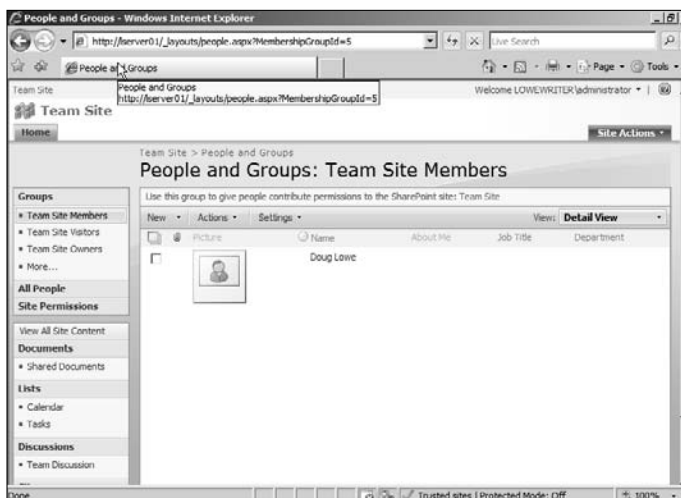 People and Groups - Windows Internet Explorer
http://server01/_layouts/people.aspx?MembershipGroupId=5
Live Search
People and Groups
Page
Tools
People and Groups
http://server01/_layouts/people.aspx?MembershipGroupId=5
Team Site
Welcome LOWEWRITER\administrator
Team Site
Home
Site Actions
Team Site > People and Groups
People and Groups: Team Site Members
Groups
Use this group to give people contribute permissions to the SharePoint site: Team Site
Team Site Members
New
Actions
Settings
View:
Detail View
Team Site Visitors
Picture
Name
About Me
Job Title
Department
Team Site Owners
Doug Lowe
More...
All People
Site Permissions
View All Site Content
Documents
Shared Documents
Lists
Calendar
Tasks
Discussions
Team Discussion
Done
Trusted sites | Protected Mode: Off
100%